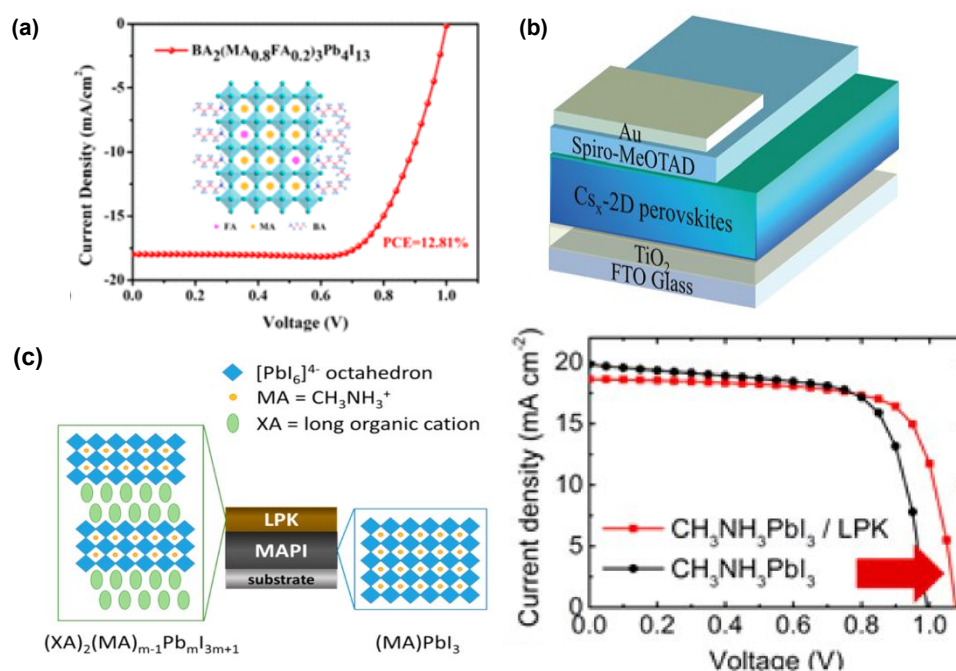 (a)
BA2(MA0.8FA0.2)3Pb4I13
0
-5
-10
-15
-20
Current Density (mA/cm2)
FA MA BA
PCE=12.81%
0.0 0.2 0.4 0.6 0.8 1.0
Voltage (V)
(b)
Au
Spiro-MeOTAD
Csx-2D perovskites
TiO2
FTO Glass
(c)
[PbI6]4- octahedron
MA = CH3NH3+
XA = long organic cation
LPK
MAPI
substrate
(XA)2(MA)m-1PbmI3m+1
(MA)PbI3
20
15
10
5
0
Current density (mA cm-2)
CH3NH3PbI3 / LPK
CH3NH3PbI3
0.0 0.2 0.4 0.6 0.8 1.0
Voltage (V)